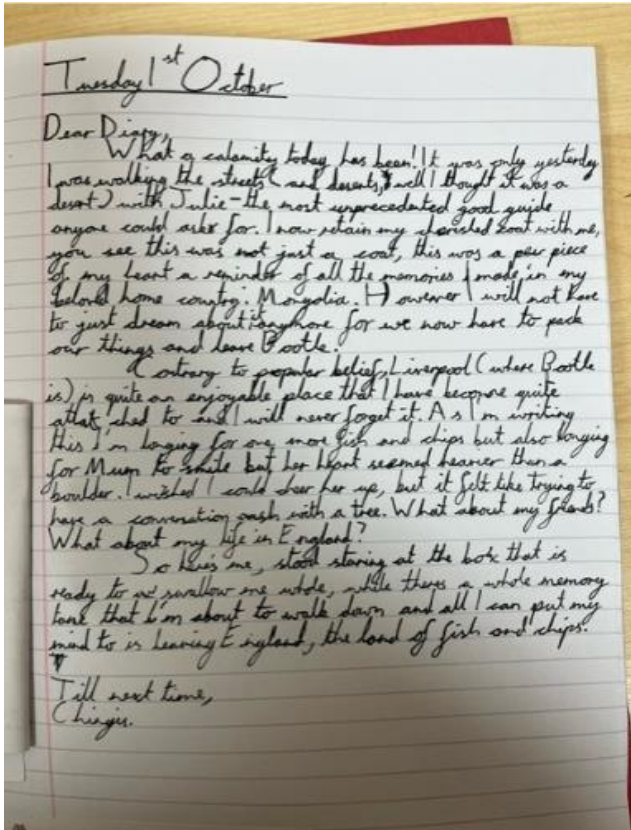 Tuesday 1st October
Dear Diary,
What a calamity today has been! It was only yesterday
I was walking the streets (and deserts, well I thought it was a
desert) with Julie - the most unprecedented good guide
anyone could ask for. I now retain my cherished coat with me,
you see this was not just a coat, this was a piece
of my heart a reminder of all the memories I made in my
beloved home country: Mongolia. However I will not have
to just dream about it anymore for we now have to pack
our things and leave Bootle.
Contrary to popular belief, Liverpool (where Bootle
is) is quite an enjoyable place that I have become quite
attatched to and I will never forget it. As I'm writing
this I'm longing for one more fish and chips but also longing
for Mum to smile but her heart seemed heavier than a
boulder. I wished I could cheer her up, but it felt like trying to
have a conversation with a tree. What about my friends?
What about my life in England?
So here's me, stood staring at the box that is
ready to swallow me whole, while theres a whole memory
lane that I'm about to walk down and all I can put my
mind to is leaving England, the land of fish and chips.
Till next time,
Chingis.